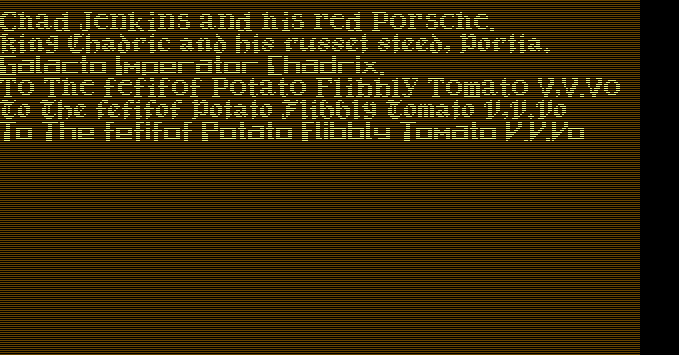 Chad Jenkins and his red Porsche.
King Chadric and his russet steed, Portia.
Galacto Imperator Chadrix.
To The fefifof Potato Flibbly Tomato V,V.Vo
To The fefifof Potato Flibbly Tomato V,V.Vo
To The fefifof Potato Flibbly Tomato V.V.Vo